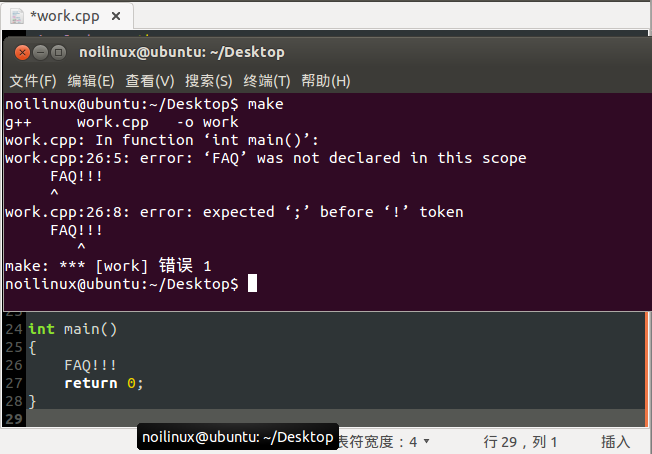 *work.cpp ×
noilinux@ubuntu: ~/Desktop
文件(F) 编辑(E) 查看(V) 搜索(S) 终端(T) 帮助(H)
noilinux@ubuntu:~/Desktop$ make
g++     work.cpp   -o work
work.cpp: In function ‘int main()’:
work.cpp:26:5: error: ‘FAQ’ was not declared in this scope
     FAQ!!!
     ^
work.cpp:26:8: error: expected ‘;’ before ‘!’ token
     FAQ!!!
        ^
make: *** [work] 错误 1
noilinux@ubuntu:~/Desktop$
23
24 int main()
25 {
26     FAQ!!!
27     return 0;
28 }
29
noilinux@ubuntu: ~/Desktop 表符宽度：4 行 29，列 1 插入